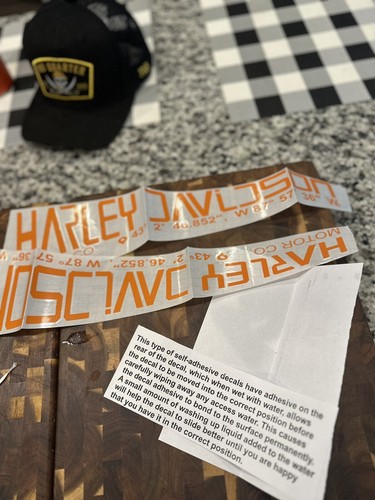 QUARTER
HARLEY DAVIDSON
2' 46.852", W 87° 57' 36" W
MOTOR CO
43° 2' 46.852", W 87° 57' 36"
HARLEY DAVIDSON
This type of self-adhesive decals have adhesive on the
rear of the decal, which when wet with water, allows
the decal to be moved into the correct position before
carefully wiping away any access water. This causes
the decal adhesive to bond to the surface permanently.
A small amount of washing up liquid added to the water
will help the decal to slide better until you are happy
that you have it in the correct position.